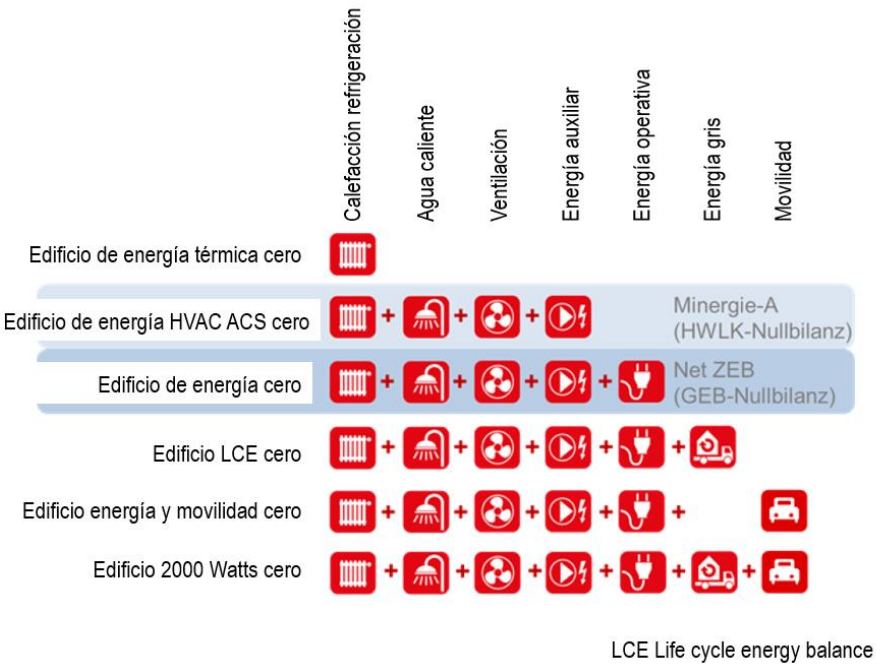 Calefacción refrigeración
Agua caliente
Ventilación
Energía auxiliar
Energía operativa
Energía gris
Movilidad
Edificio de energía térmica cero
Edificio de energía HVAC ACS cero + + + Minergie-A
(HWLK-Nullbilanz)
Edificio de energía cero + + + + Net ZEB
(GEB-Nullbilanz)
Edificio LCE cero + + + + +
Edificio energía y movilidad cero + + + + +
Edificio 2000 Watts cero + + + + + +
LCE Life cycle energy balance